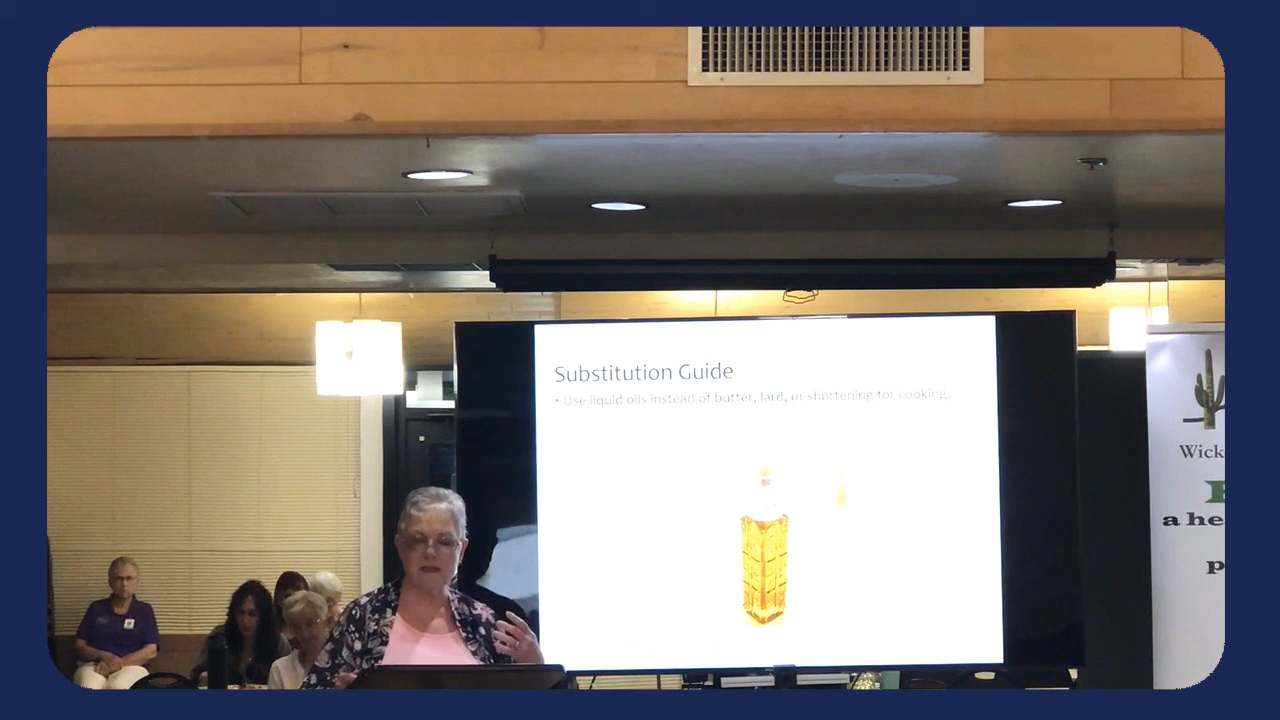 Substitution Guide
• Use liquid oils instead of butter, lard, or shortening for cooking.
Wick
a he
p